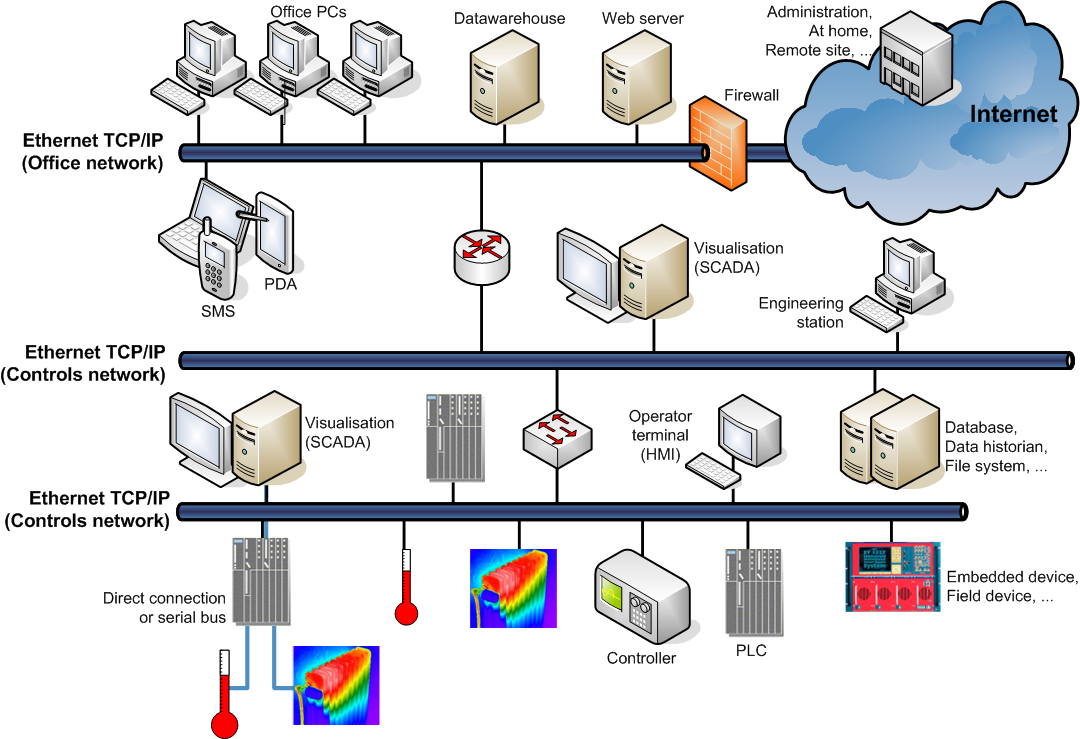 Office PCs
Datawarehouse
Web server
Administration,
At home,
Remote site, ...
Firewall
Internet
Ethernet TCP/IP
(Office network)
PDA
SMS
Visualisation
(SCADA)
Engineering
station
Ethernet TCP/IP
(Controls network)
Visualisation
(SCADA)
Operator
terminal
(HMI)
Database,
Data historian,
File system, ...
Ethernet TCP/IP
(Controls network)
Direct connection
or serial bus
Controller
PLC
Embedded device,
Field device, ...